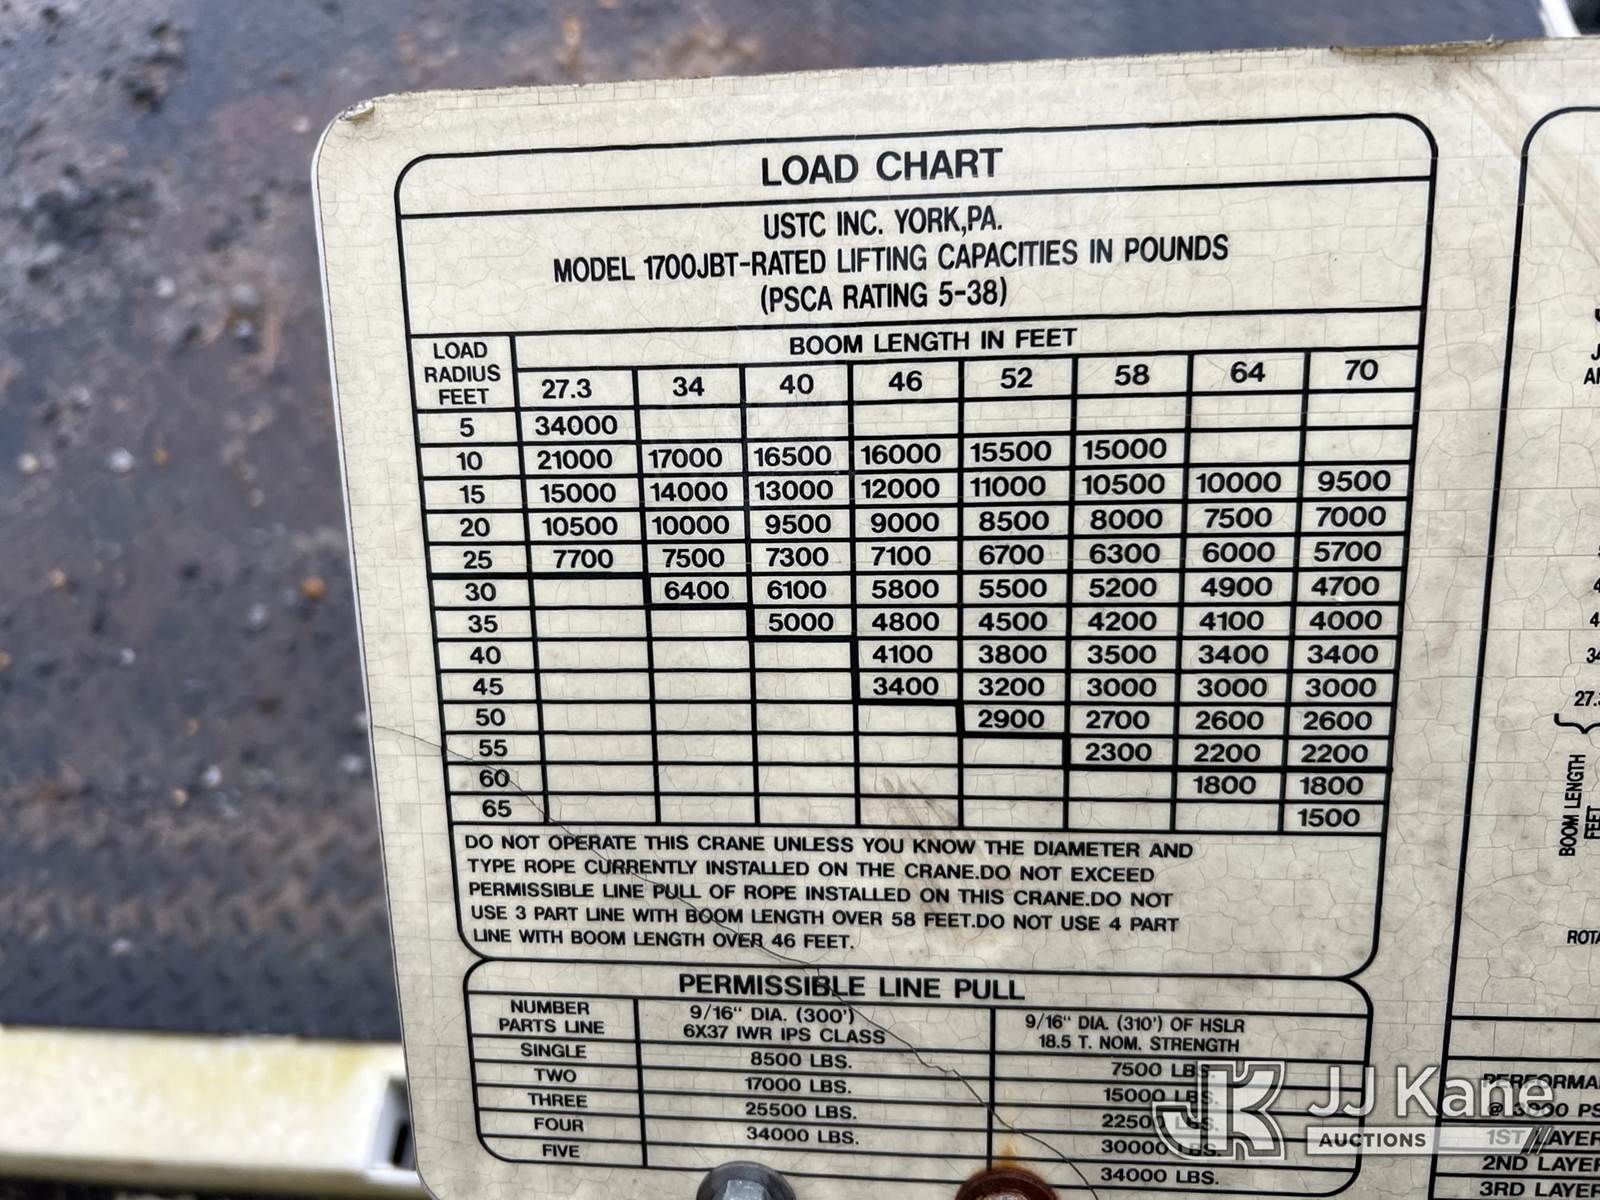 LOAD CHART
USTC INC. YORK,PA.
MODEL 1700JBT-RATED LIFTING CAPACITIES IN POUNDS
(PSCA RATING 5-38)
LOAD RADIUS FEET
BOOM LENGTH IN FEET
27.3 34 40 46 52 58 64 70
5 34000
10 21000 17000 16500 16000 15500 15000
15 15000 14000 13000 12000 11000 10500 10000 9500
20 10500 10000 9500 9000 8500 8000 7500 7000
25 7700 7500 7300 7100 6700 6300 6000 5700
30 6400 6100 5800 5500 5200 4900 4700
35 5000 4800 4500 4200 4100 4000
40 4100 3800 3500 3400 3400
45 3400 3200 3000 3000 3000
50 2900 2700 2600 2600
55 2300 2200 2200
60 1800 1800
65 1500
DO NOT OPERATE THIS CRANE UNLESS YOU KNOW THE DIAMETER AND
TYPE ROPE CURRENTLY INSTALLED ON THE CRANE.DO NOT EXCEED
PERMISSIBLE LINE PULL OF ROPE INSTALLED ON THIS CRANE.DO NOT
USE 3 PART LINE WITH BOOM LENGTH OVER 58 FEET.DO NOT USE 4 PART
LINE WITH BOOM LENGTH OVER 46 FEET.
PERMISSIBLE LINE PULL
NUMBER PARTS LINE
9/16" DIA. (300')
6X37 IWR IPS CLASS
9/16" DIA. (310') OF HSLR
18.5 T. NOM. STRENGTH
SINGLE 8500 LBS. 7500 LBS.
TWO 17000 LBS. 15000 LBS.
THREE 25500 LBS. 22500 LBS.
FOUR 34000 LBS. 30000 LBS.
FIVE 34000 LBS.
27.3
BOOM LENGTH
FEET
@ 3000
1ST LAYER
2ND LAYER
3RD LAYER
JK JJ Kane
AUCTIONS